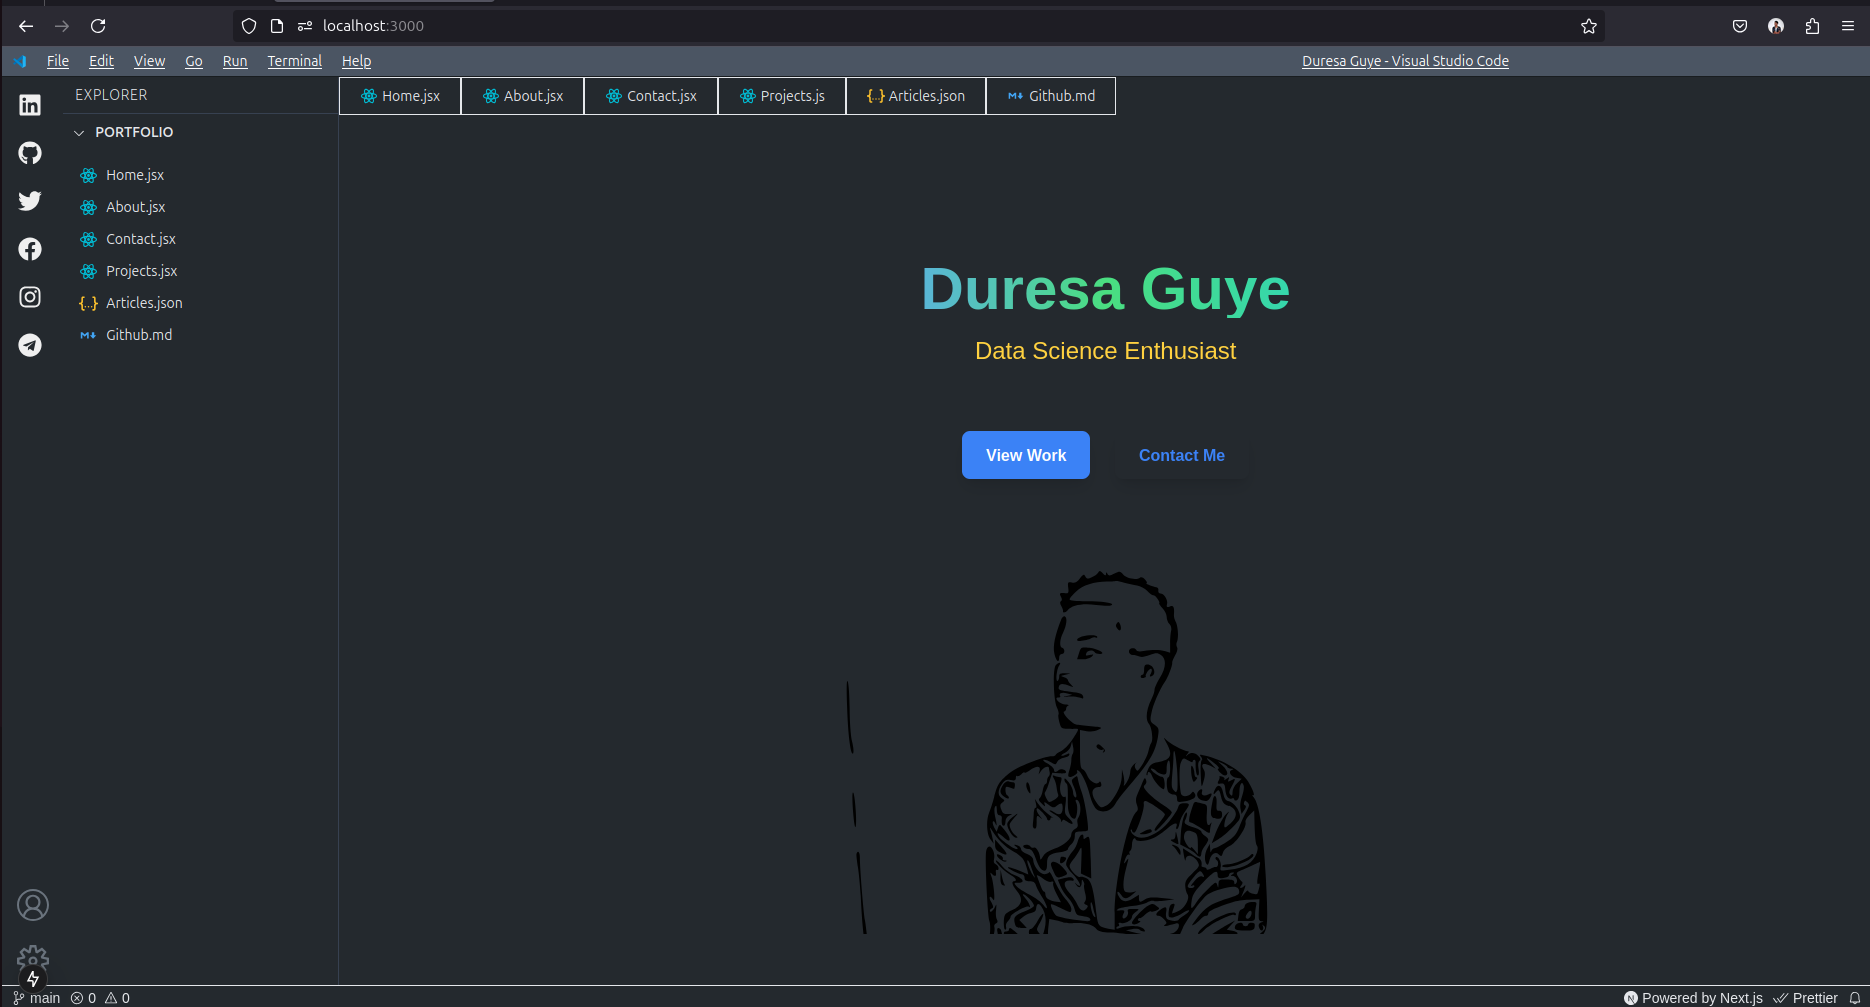 localhost:3000
File Edit View Go Run Terminal Help
Duresa Guye - Visual Studio Code
EXPLORER
PORTFOLIO
Home.jsx
About.jsx
Contact.jsx
Projects.jsx
{..} Articles.json
M Github.md
Home.jsx About.jsx Contact.jsx Projects.js {..} Articles.json M Github.md
Duresa Guye
Data Science Enthusiast
View Work Contact Me
main 0 0
N Powered by Next.js Prettier